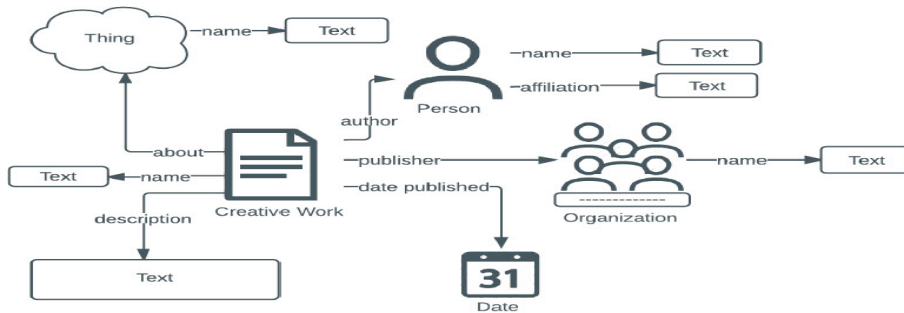 Thing
name
Text
name
Text
affiliation
Text
Person
author
about
publisher
name
Text
name
Text
date published
Creative Work
description
Organization
Text
31
Date